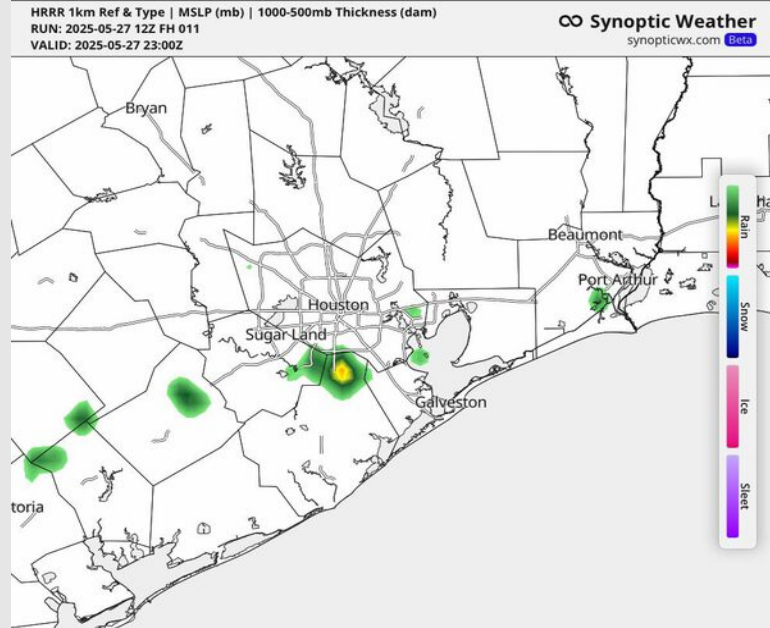 HRRR 1km Ref & Type | MSLP (mb) | 1000-500mb Thickness (dam)
RUN: 2025-05-27 12Z FH 011
VALID: 2025-05-27 23:00Z
Synoptic Weather
synopticwx.com Beta
Bryan
Beaumont
Port Arthur
Houston
Sugar Land
Galveston
toria
La
Ha
Rain
Snow
Ice
Sleet